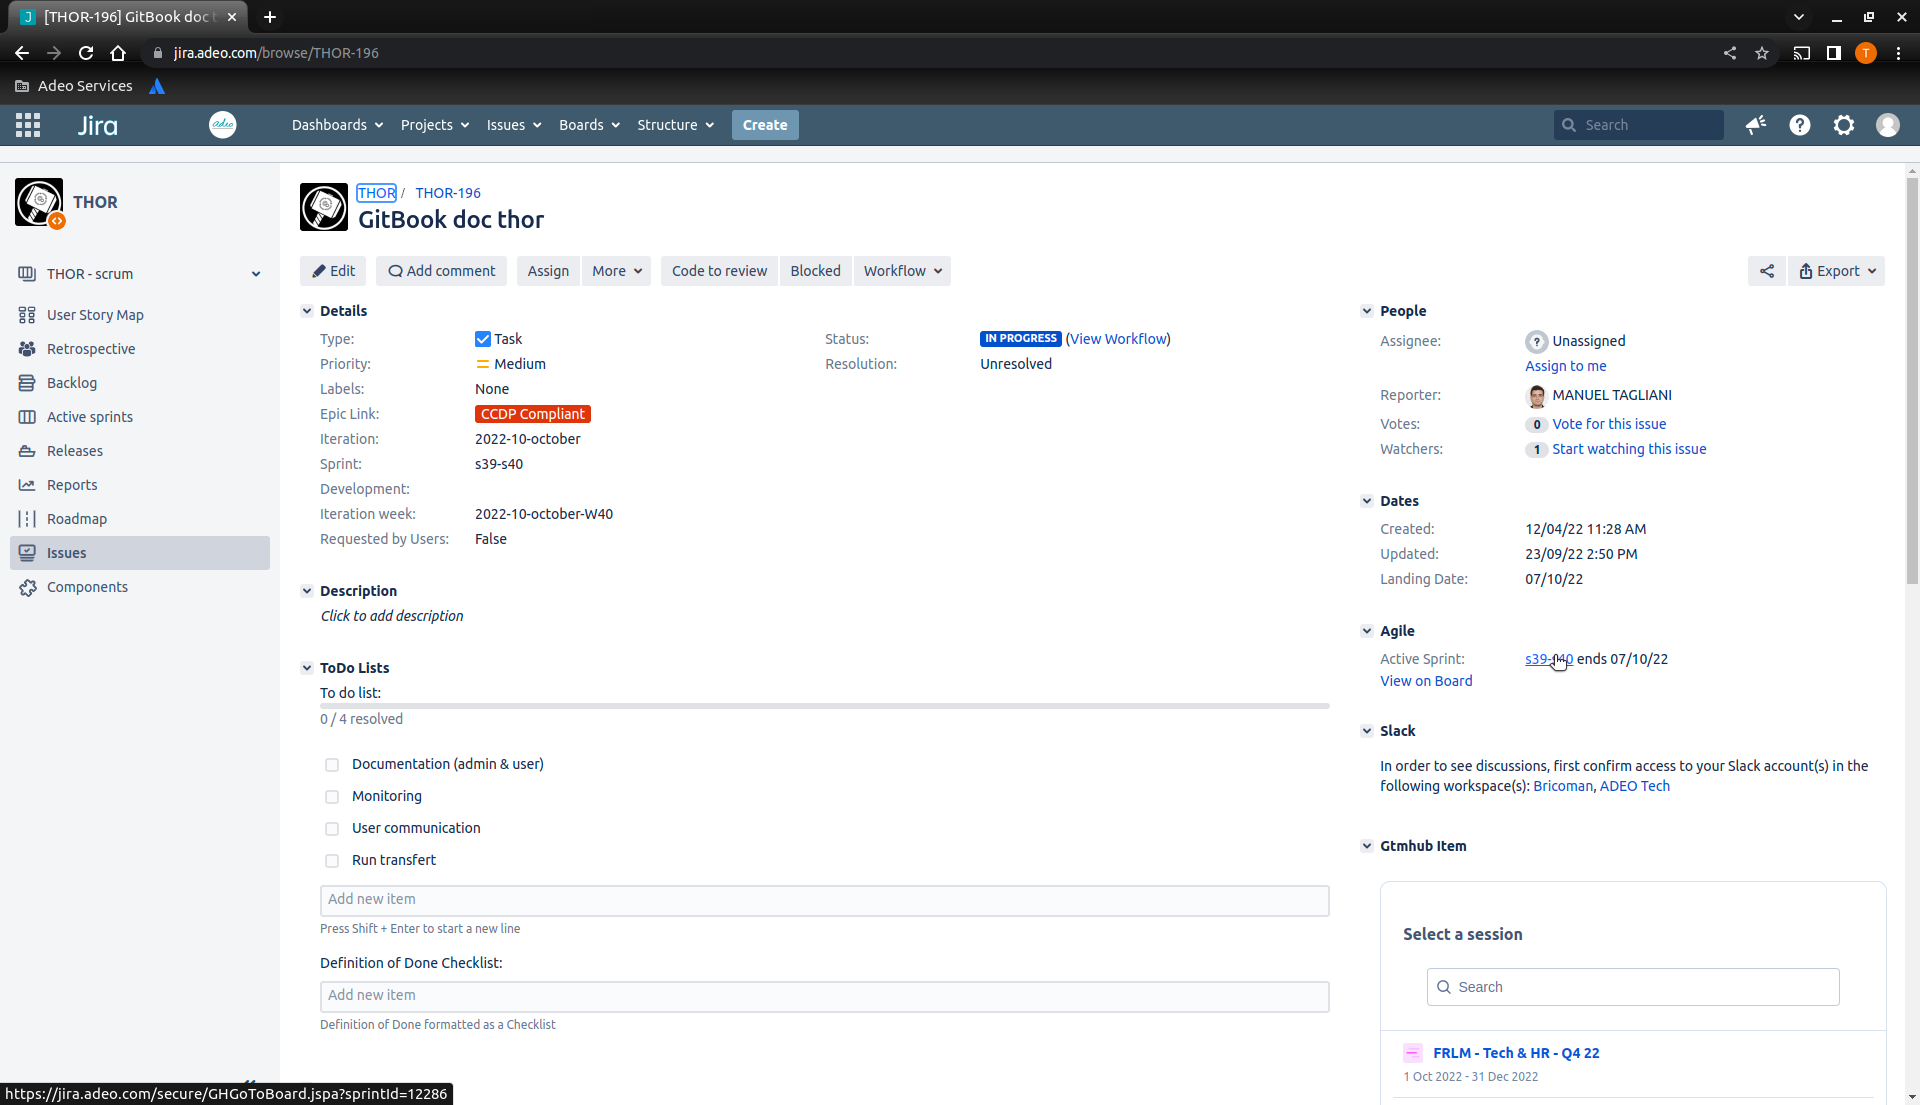 [THOR-196] GitBook doc t
jira.adeo.com/browse/THOR-196
T
Adeo Services
Jira
adeo
Dashboards
Projects
Issues
Boards
Structure
Create
Search
THOR
THOR - scrum
User Story Map
Retrospective
Backlog
Active sprints
Releases
Reports
Roadmap
Issues
Components
THOR / THOR-196
GitBook doc thor
Edit
Add comment
Assign
More
Code to review
Blocked
Workflow
Export
Details
Type: Task
Priority: Medium
Labels: None
Epic Link: CCDP Compliant
Iteration: 2022-10-october
Sprint: s39-s40
Development:
Iteration week: 2022-10-october-W40
Requested by Users: False
Status: IN PROGRESS (View Workflow)
Resolution: Unresolved
Description
Click to add description
ToDo Lists
To do list:
0 / 4 resolved
Documentation (admin & user)
Monitoring
User communication
Run transfert
Add new item
Press Shift + Enter to start a new line
Definition of Done Checklist:
Add new item
Definition of Done formatted as a Checklist
People
Assignee: ? Unassigned
Assign to me
Reporter: MANUEL TAGLIANI
Votes: 0 Vote for this issue
Watchers: 1 Start watching this issue
Dates
Created: 12/04/22 11:28 AM
Updated: 23/09/22 2:50 PM
Landing Date: 07/10/22
Agile
Active Sprint: s39-s40 ends 07/10/22
View on Board
Slack
In order to see discussions, first confirm access to your Slack account(s) in the
following workspace(s): Bricoman, ADEO Tech
Gtmhub Item
Select a session
Search
FRLM - Tech & HR - Q4 22
1 Oct 2022 - 31 Dec 2022
https://jira.adeo.com/secure/GHGoToBoard.jspa?sprintId=12286